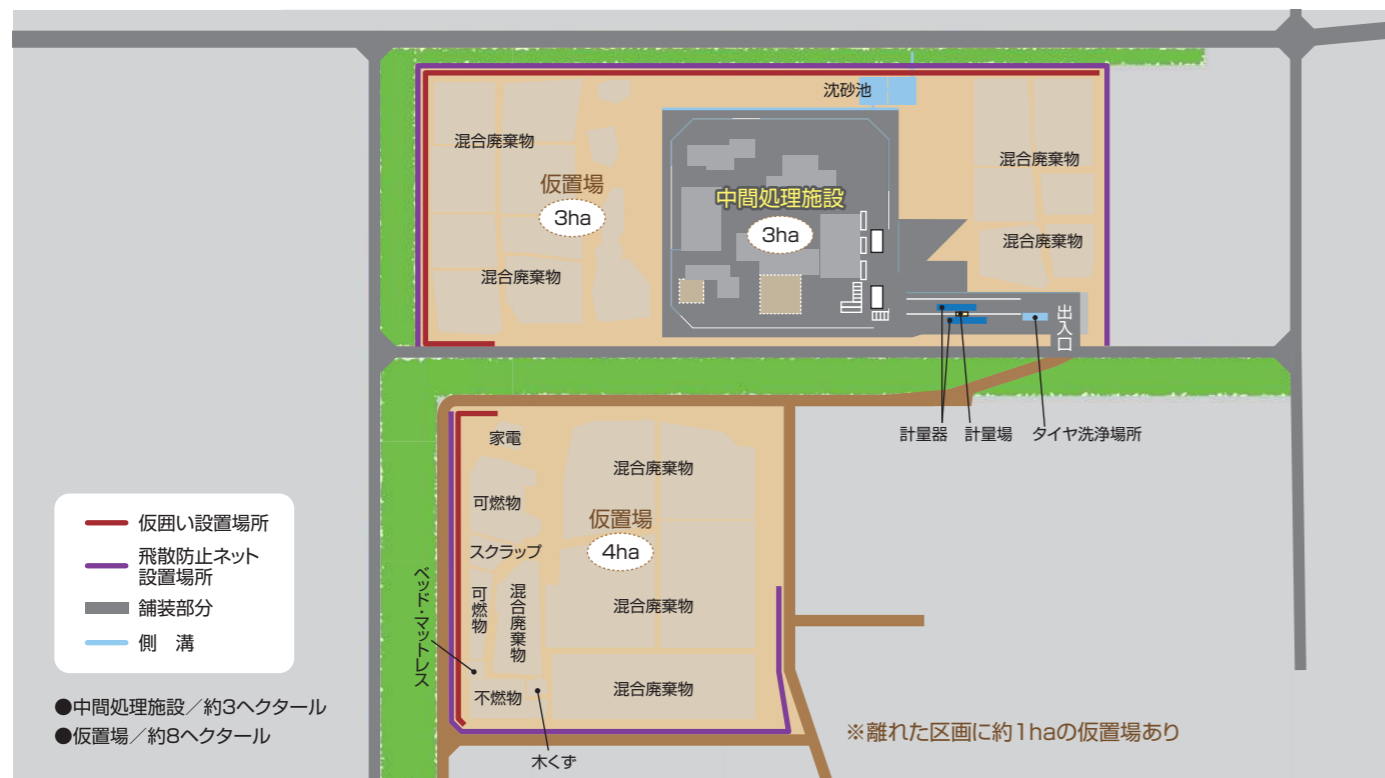 沈砂池
混合廃棄物
混合廃棄物
仮置場
3ha
中間処理施設
3ha
混合廃棄物
混合廃棄物
出入口
計量器
計量場
タイヤ洗浄場所
家電
混合廃棄物
可燃物
仮置場
4ha
スクラップ
ベッド・マットレス
可燃物
混合廃棄物
混合廃棄物
不燃物
混合廃棄物
木くず
仮囲い設置場所
飛散防止ネット
設置場所
舗装部分
側　溝
●中間処理施設／約3ヘクタール
●仮置場／約8ヘクタール
※離れた区画に約1haの仮置場あり